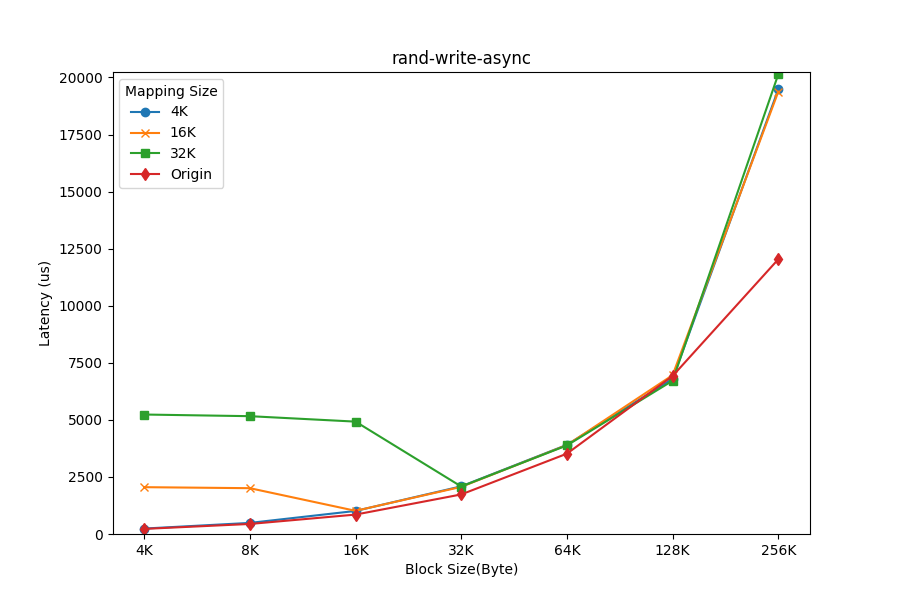 rand-write-async
Mapping Size
4K
16K
32K
Origin
20000
17500
15000
12500
10000
7500
5000
2500
0
Latency (us)
4K 8K 16K 32K 64K 128K 256K
Block Size(Byte)